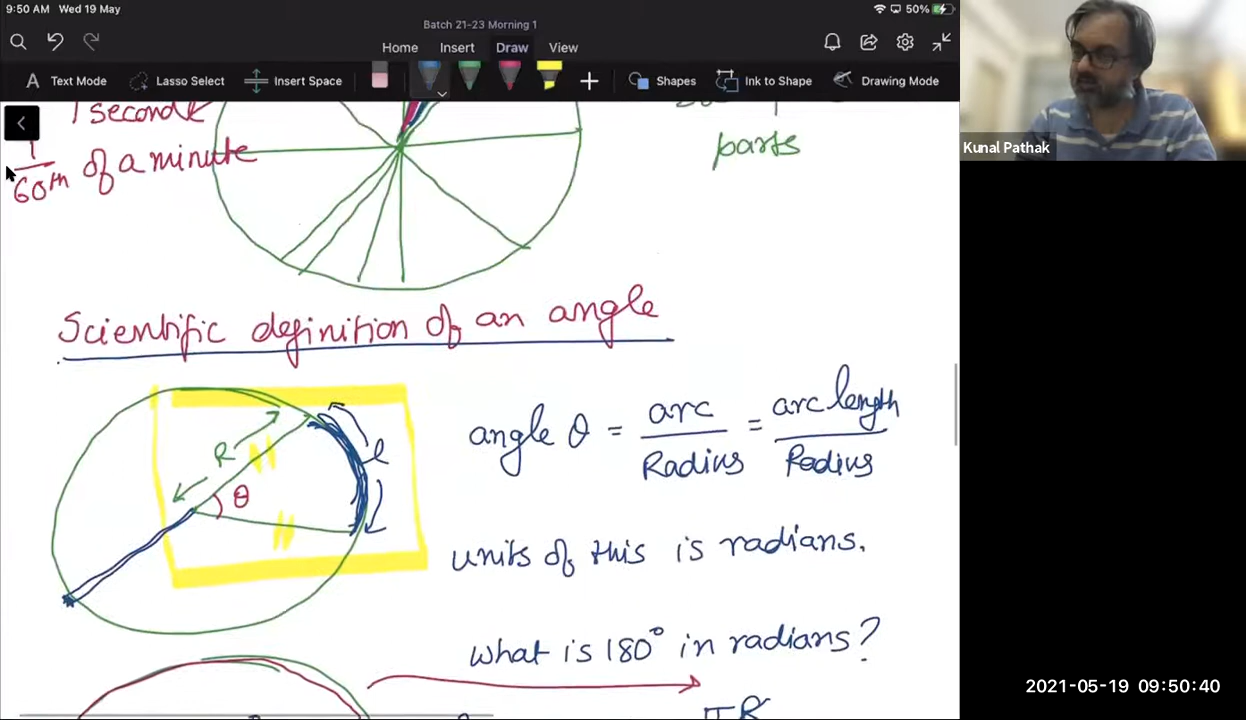 9:50 AM Wed 19 May
50%
Batch 21-23 Morning 1
Home Insert Draw View
Text Mode Lasso Select Insert Space Shapes Ink to Shape Drawing Mode
1 second
1/60th of a minute
parts
Kunal Pathak
Scientific definition of an angle
R
θ
l
angle θ = arc/Radius = arc length/Radius
units of this is radians.
what is 180° in radians?
πR
2021-05-19 09:50:40